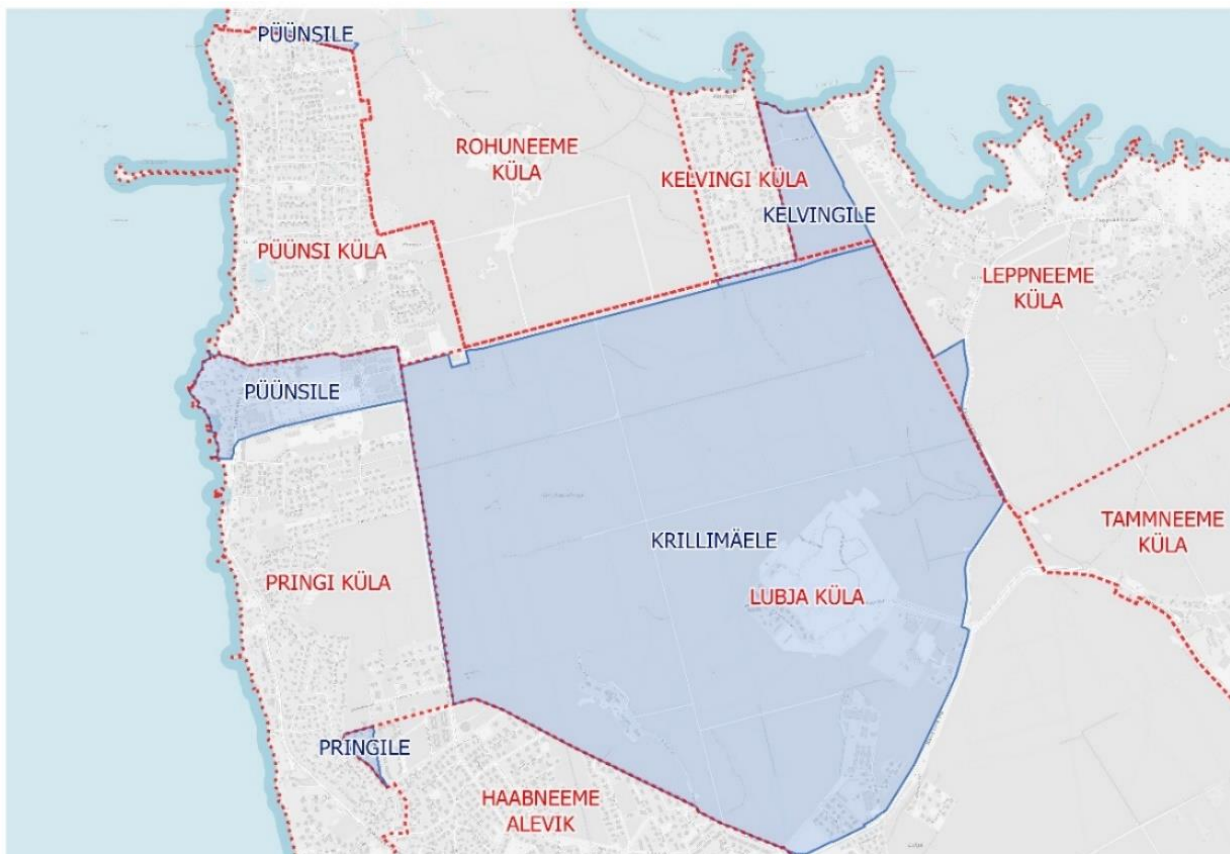 PÜÜNSILE
ROHUNEEME
KÜLA
KELVINGI KÜLA
KELVINGILE
PÜÜNSI KÜLA
LEPPNEEME
KÜLA
PÜÜNSILE
KRILLIMÄELE
TAMMNEEME
KÜLA
PRINGI KÜLA
LUBJA KÜLA
PRINGILE
HAABNEEME
ALEVIK